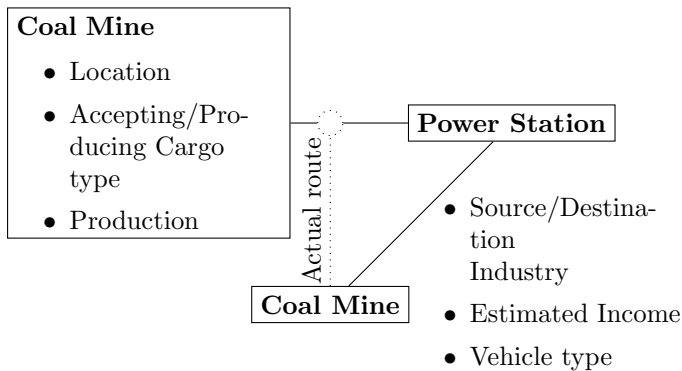 Coal Mine
• Location
• Accepting/Pro-
ducing Cargo
type
• Production
Actual route
Power Station
Coal Mine
• Source/Destina-
tion
Industry
• Estimated Income
• Vehicle type